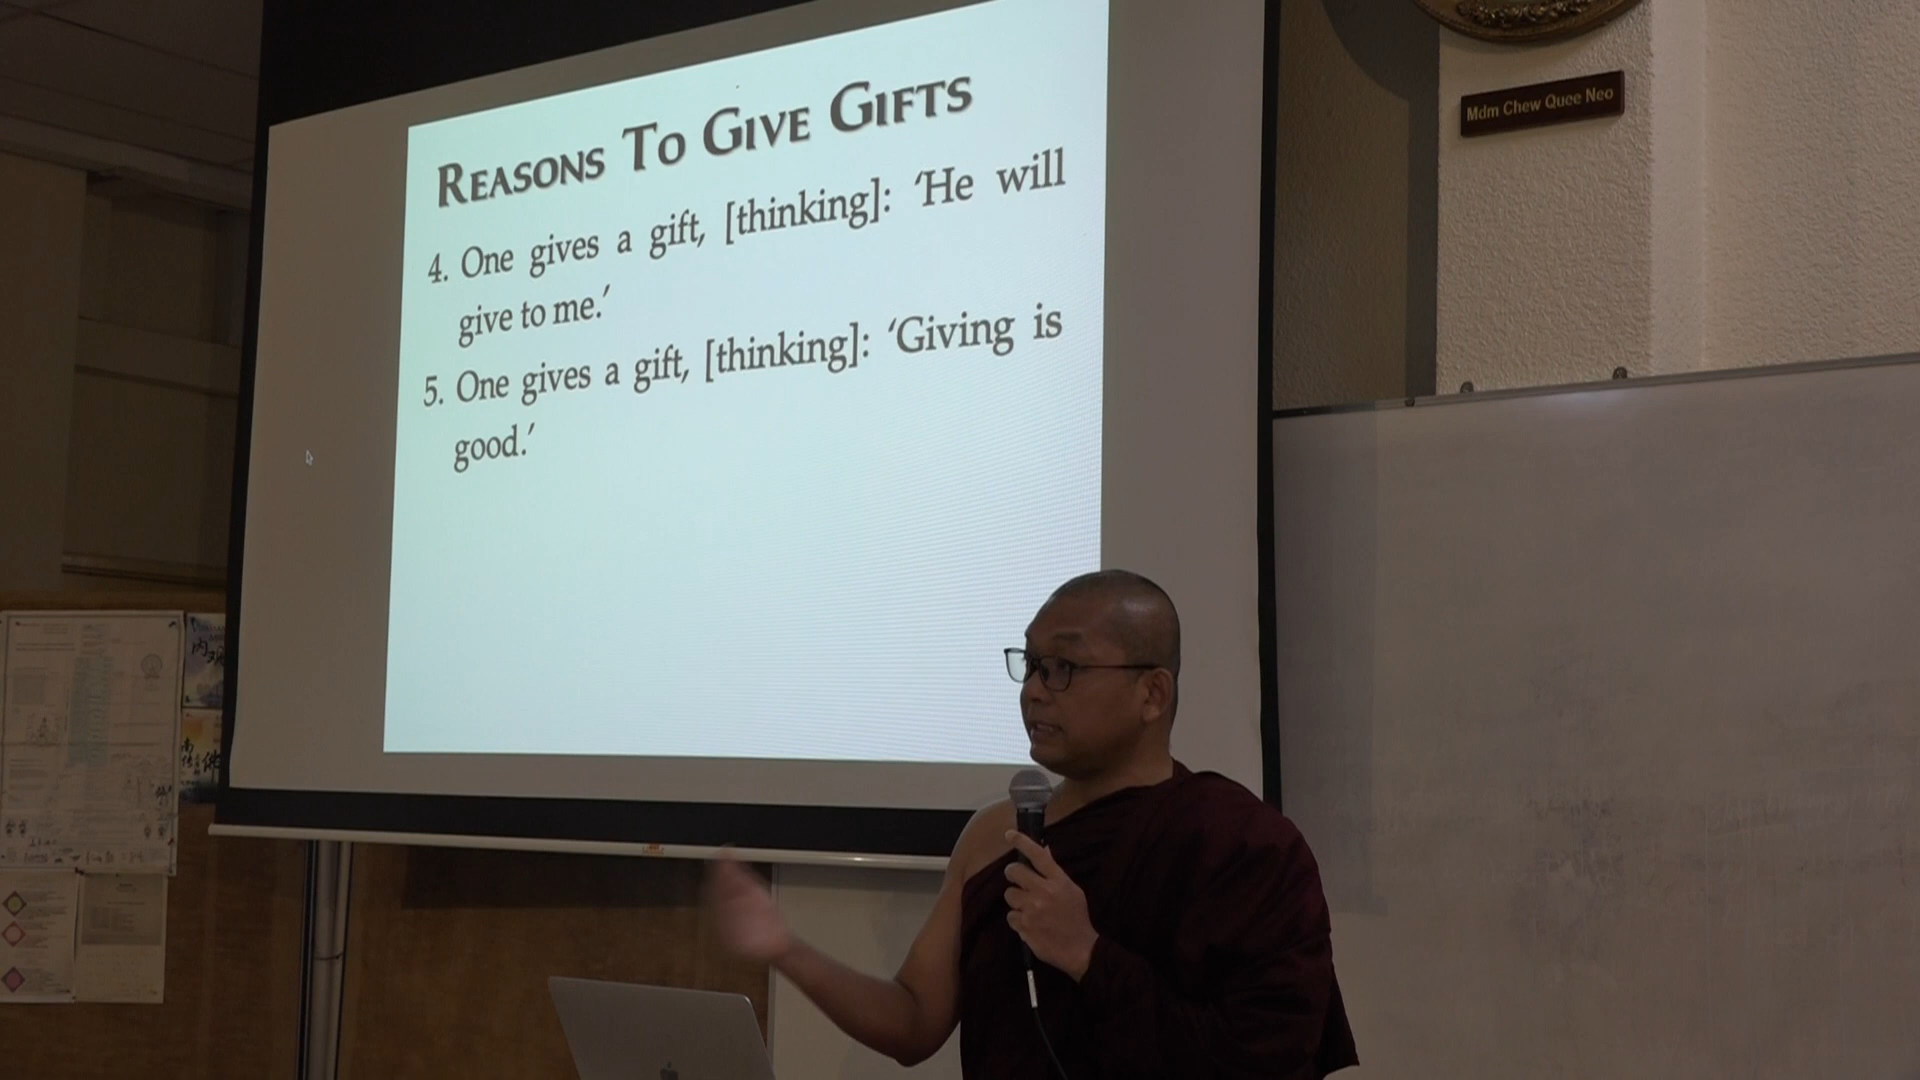 REASONS TO GIVE GIFTS
4. One gives a gift, [thinking]: ‘He will
give to me.’
5. One gives a gift, [thinking]: ‘Giving is
good.’
Mdm Chew Quee Neo